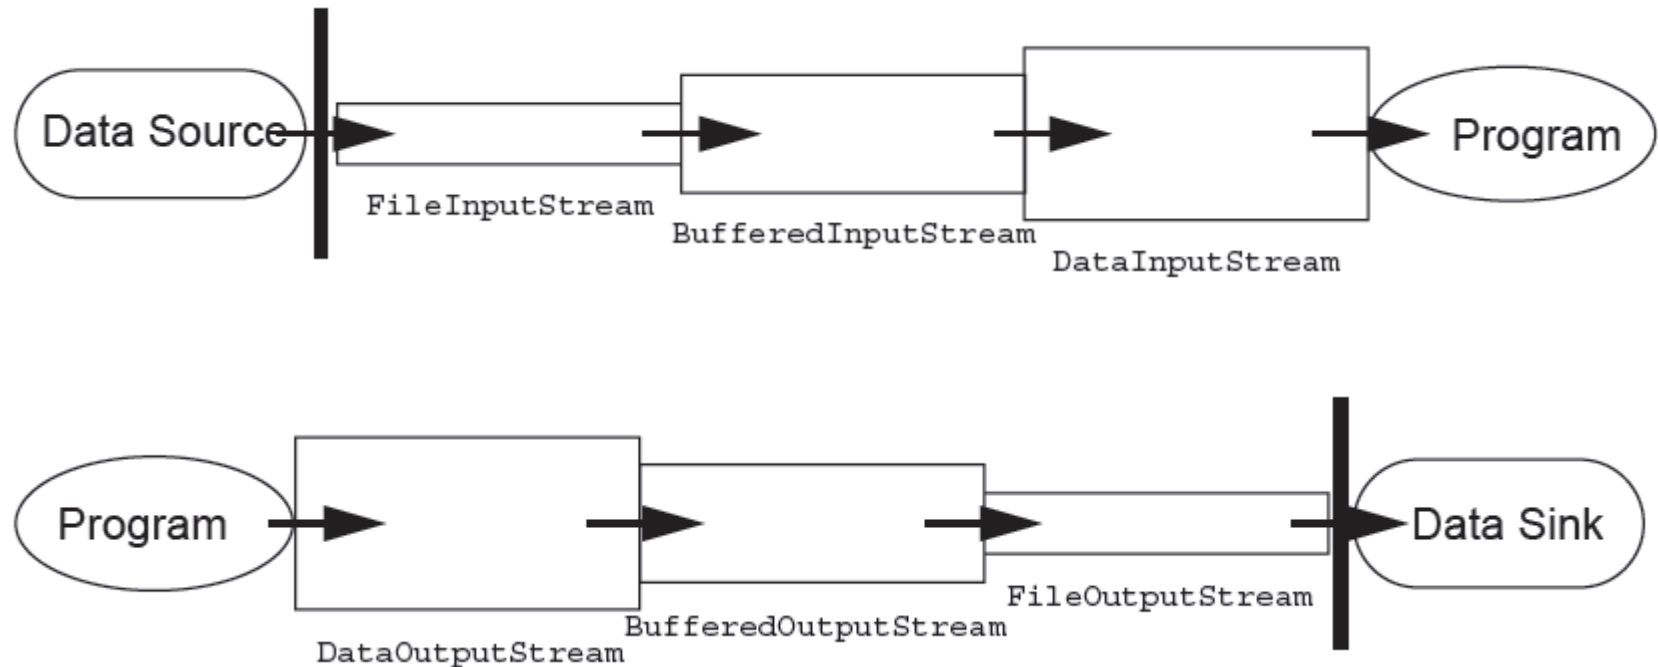 Data Source
Program
FileInputStream
BufferedInputStream
DataInputStream
Program
Data Sink
FileOutputStream
BufferedOutputStream
DataOutputStream